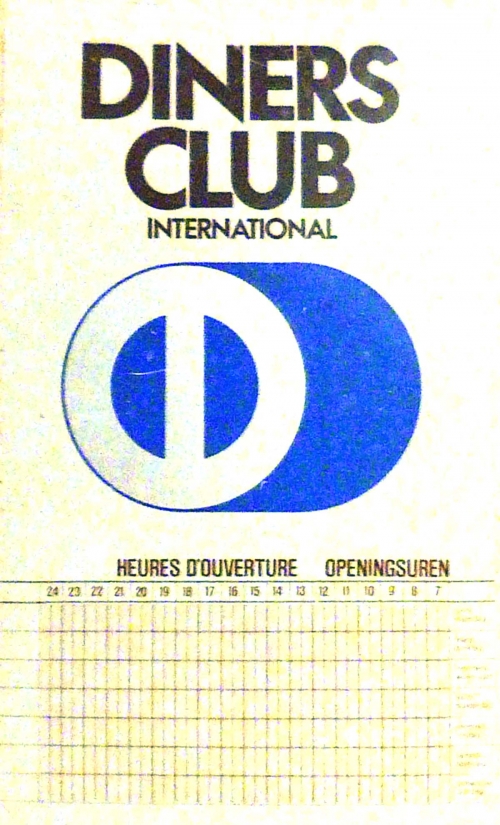 DINERS
CLUB
INTERNATIONAL
HEURES D'OUVERTURE OPENINGSUREN
24 23 22 21 20 19 18 17 16 15 14 13 12 11 10 9 8 7